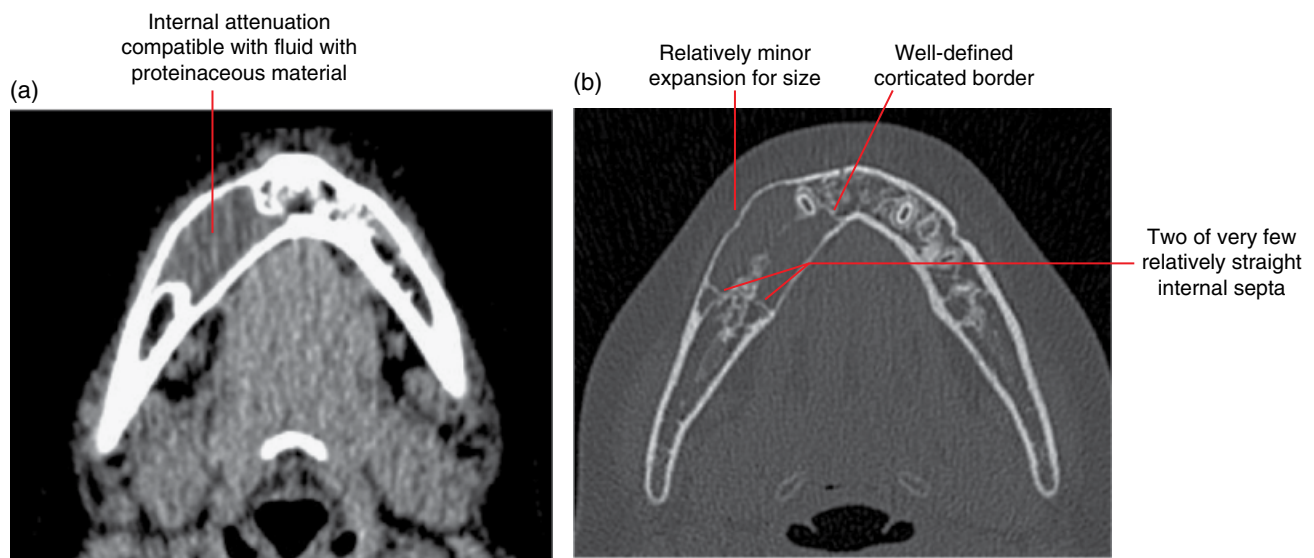 Internal attenuation
compatible with fluid with
proteinaceous material
(a)
Relatively minor
expansion for size
Well-defined
corticated border
(b)
Two of very few
relatively straight
internal septa